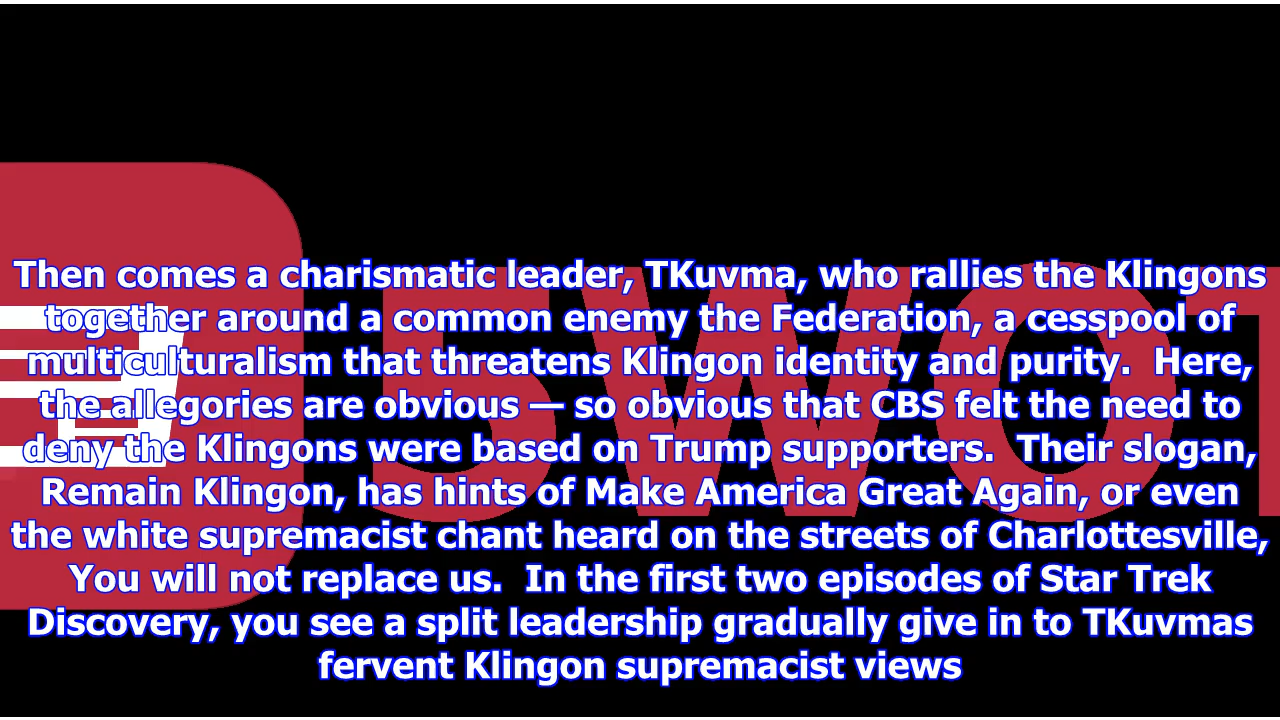 Then comes a charismatic leader, TKuvma, who rallies the Klingons
together around a common enemy the Federation, a cesspool of
multiculturalism that threatens Klingon identity and purity.  Here,
the allegories are obvious — so obvious that CBS felt the need to
deny the Klingons were based on Trump supporters.  Their slogan,
Remain Klingon, has hints of Make America Great Again, or even
the white supremacist chant heard on the streets of Charlottesville,
You will not replace us.  In the first two episodes of Star Trek
Discovery, you see a split leadership gradually give in to TKuvmas
fervent Klingon supremacist views
5WOT